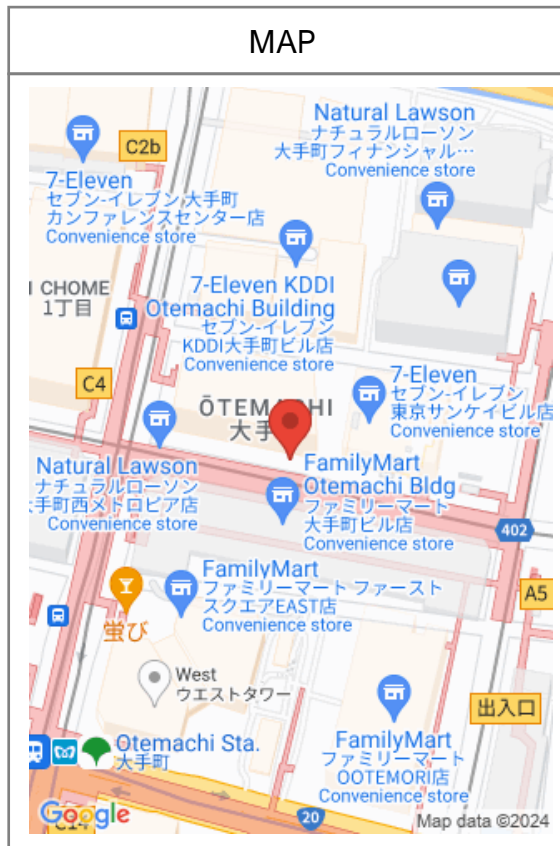 MAP
Natural Lawson
ナチュラルローソン
大手町フィナンシャル…
Convenience store
C2b
7-Eleven
セブン-イレブン 大手町
カンファレンスセンター店
Convenience store
I CHOME
1丁目
7-Eleven KDDI
Otemachi Building
セブン-イレブン
KDDI大手町ビル店
Convenience store
C4
7-Eleven
セブン-イレブン
東京サンケイビル店
Convenience store
ŌTEMACHI
大手
Natural Lawson
ナチュラルローソン
大手町西メトロピア店
Convenience store
FamilyMart
Otemachi Bldg
ファミリーマート
大手町ビル店
Convenience store
402
FamilyMart
ファミリーマート ファースト
スクエアEAST店
Convenience store
A5
蛍び
West
ウエストタワー
出入口
Otemachi Sta.
大手町
FamilyMart
ファミリーマート
OOTEMORI店
Convenience store
Google
C14
20
Map data ©2024